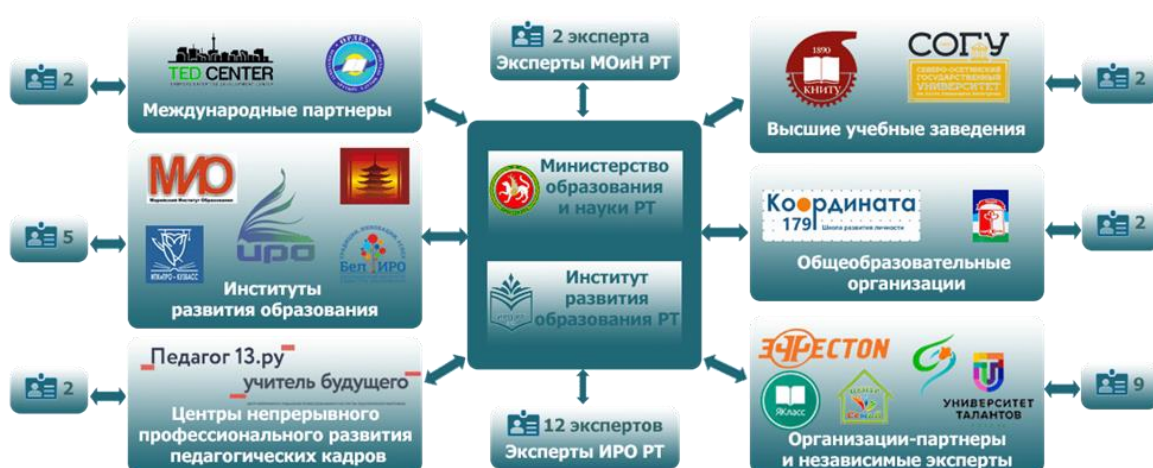 TED CENTER
Международные партнеры
2
2 эксперта
Эксперты МОиН РТ
1890
КНИТУ
СОГУ
СЕВЕРО-ОСЕТИНСКИЙ
ГОСУДАРСТВЕННЫЙ
УНИВЕРСИТЕТ
Высшие учебные заведения
2
МИО
Марийский Институт Образования
ИРО
БелИРО
Институты
развития образования
5
Министерство
образования
и науки РТ
Институт
развития
образования РТ
Координата
179
Школа развития личности
Общеобразовательные
организации
2
Педагог 13.ру
учитель будущего
Центры непрерывного
профессионального развития
педагогических кадров
2
12 экспертов
Эксперты ИРО РТ
ЯКласс
УНИВЕРСИТЕТ
ТАЛАНТОВ
Организации-партнеры
и независимые эксперты
9